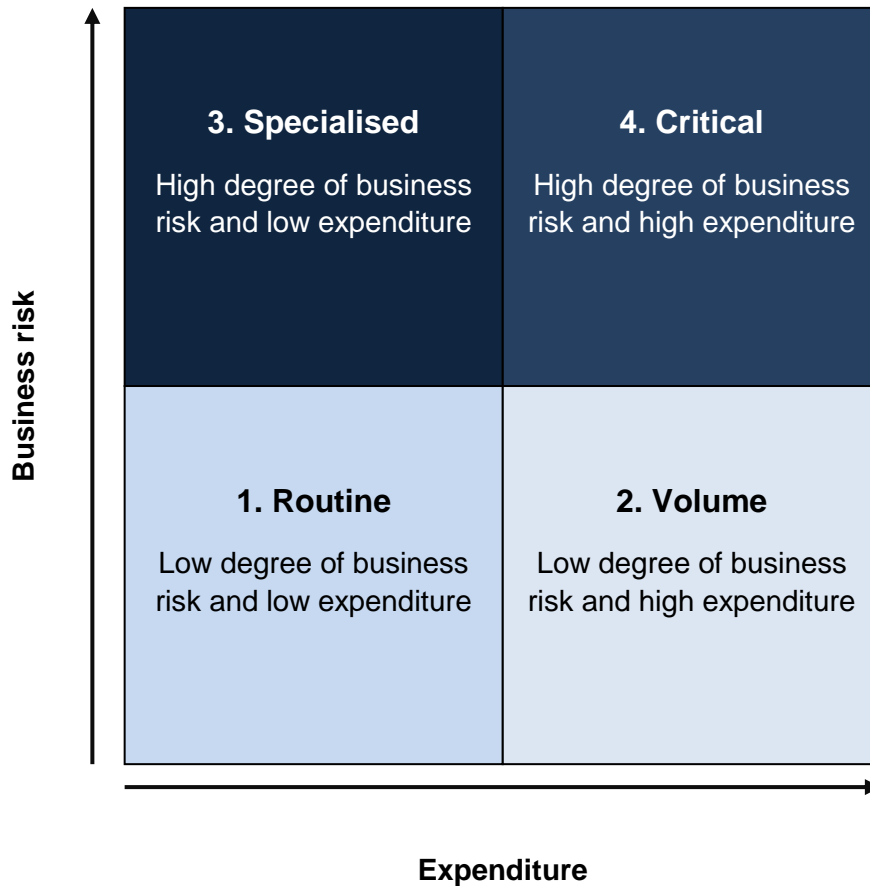 3. Specialised
High degree of business
risk and low expenditure
4. Critical
High degree of business
risk and high expenditure
Business risk
1. Routine
Low degree of business
risk and low expenditure
2. Volume
Low degree of business
risk and high expenditure
Expenditure